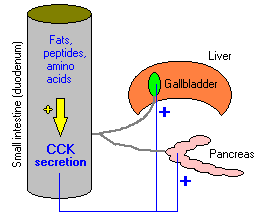 Small intestine (duodenum)
Fats,
peptides,
amino
acids
+
CCK
secretion
Liver
Gallbladder
+
Pancreas
+